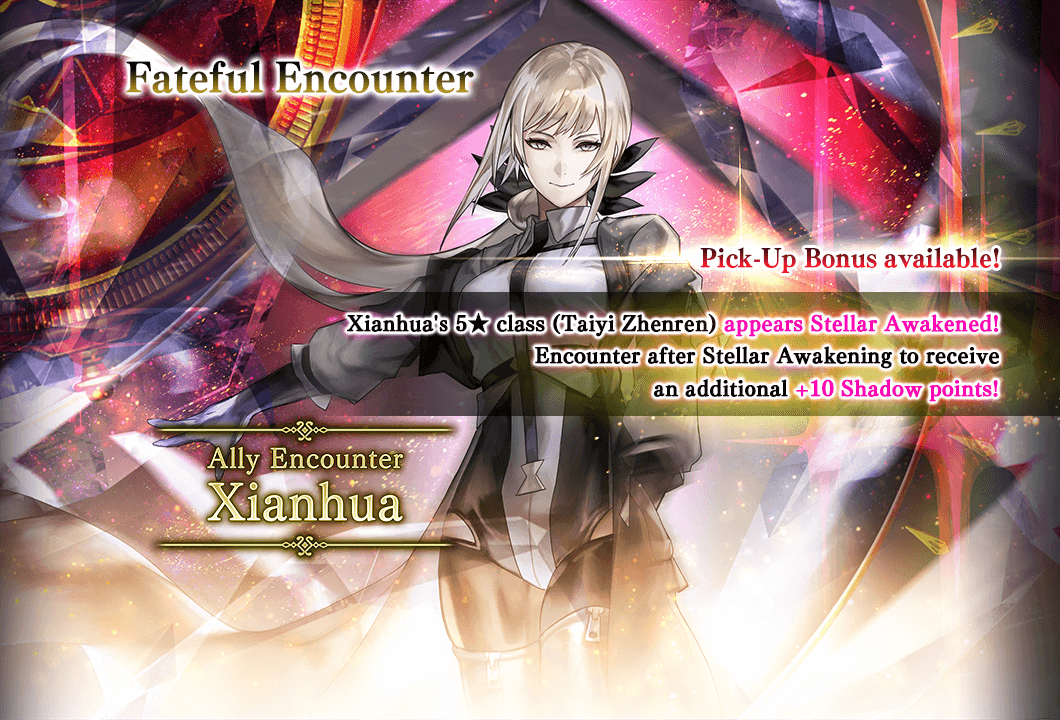 Fateful Encounter
Pick-Up Bonus available!
Xianhua's 5★ class (Taiyi Zhenren) appears Stellar Awakened!
Encounter after Stellar Awakening to receive
an additional +10 Shadow points!
Ally Encounter
Xianhua